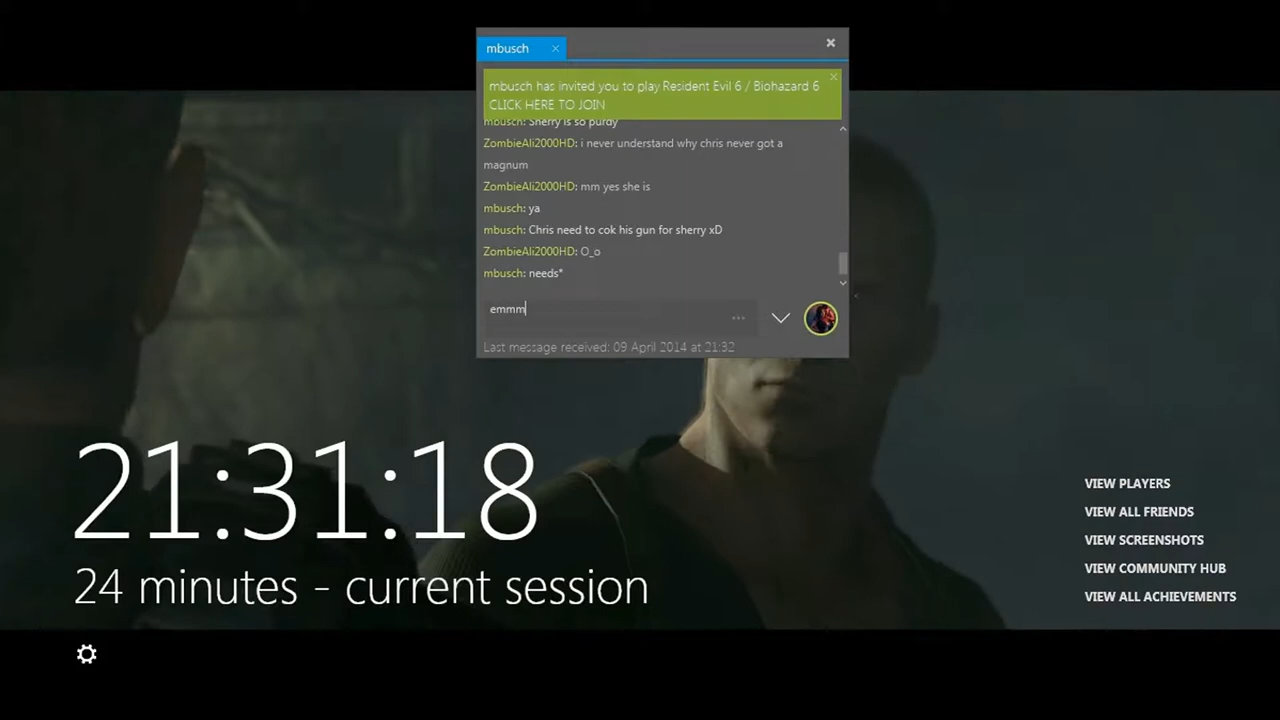 mbusch
mbusch has invited you to play Resident Evil 6 / Biohazard 6
CLICK HERE TO JOIN
mbusch: Sherry is so purdy
ZombieAli2000HD: i never understand why chris never got a
magnum
ZombieAli2000HD: mm yes she is
mbusch: ya
mbusch: Chris need to cok his gun for sherry xD
ZombieAli2000HD: O_o
mbusch: needs*
emmm
Last message received: 09 April 2014 at 21:32
21:31:18
24 minutes - current session
VIEW PLAYERS
VIEW ALL FRIENDS
VIEW SCREENSHOTS
VIEW COMMUNITY HUB
VIEW ALL ACHIEVEMENTS